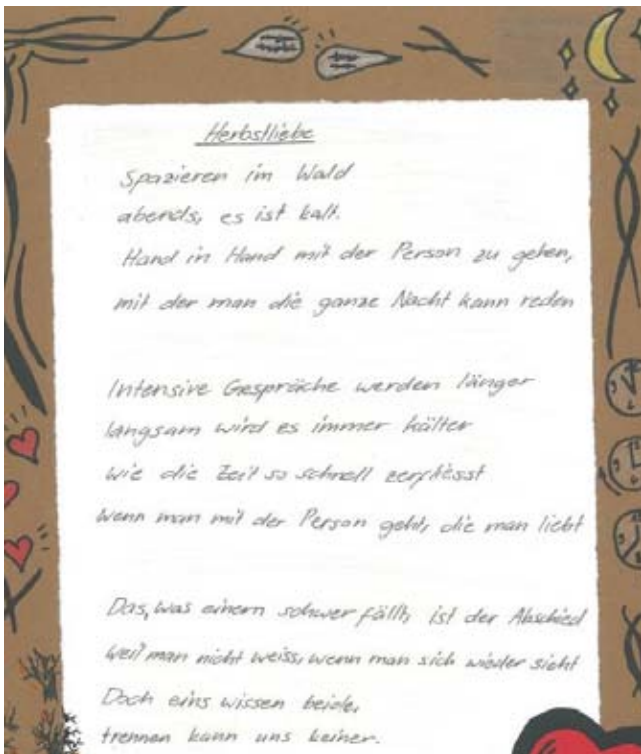 Herbstliebe
Spazieren im Wald
abends, es ist kalt.
Hand in Hand mit der Person zu gehen,
mit der man die ganze Nacht kann reden
Intensive Gespräche werden länger
langsam wird es immer kälter
wie die Zeit so schnell zerfliesst
wenn man mit der Person geht, die man liebt
Das, was einem schwer fällt, ist der Abschied
weil man nicht weiss, wenn man sich wieder sieht
Doch eins wissen beide,
trennen kann uns keiner.